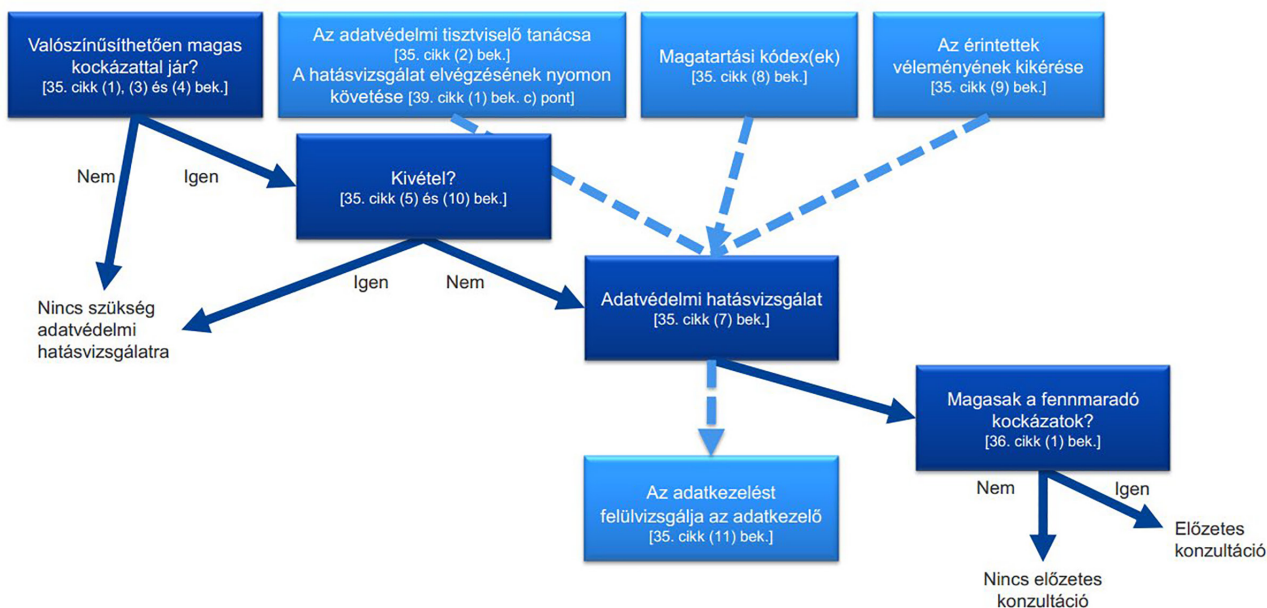 Valószínűsíthetően magas
kockázattal jár?
[35. cikk (1), (3) és (4) bek.]
Az adatvédelmi tisztviselő tanácsa
[35. cikk (2) bek.]
A hatásvizsgálat elvégzésének nyomon
követése [39. cikk (1) bek. c) pont]
Magatartási kódex(ek)
[35. cikk (8) bek.]
Az érintettek
véleményének kikérése
[35. cikk (9) bek.]
Nem
Igen
Kivétel?
[35. cikk (5) és (10) bek.]
Igen
Nem
Nincs szükség
adatvédelmi
hatásvizsgálatra
Adatvédelmi hatásvizsgálat
[35. cikk (7) bek.]
Magasak a fennmaradó
kockázatok?
[36. cikk (1) bek.]
Az adatkezelést
felülvizsgálja az adatkezelő
[35. cikk (11) bek.]
Nem
Igen
Előzetes
konzultáció
Nincs előzetes
konzultáció